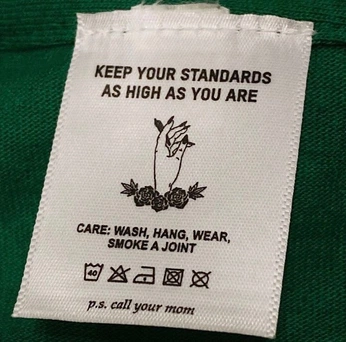 KEEP YOUR STANDARDS
AS HIGH AS YOU ARE
CARE: WASH, HANG, WEAR,
SMOKE A JOINT
40
p.s. call your mom